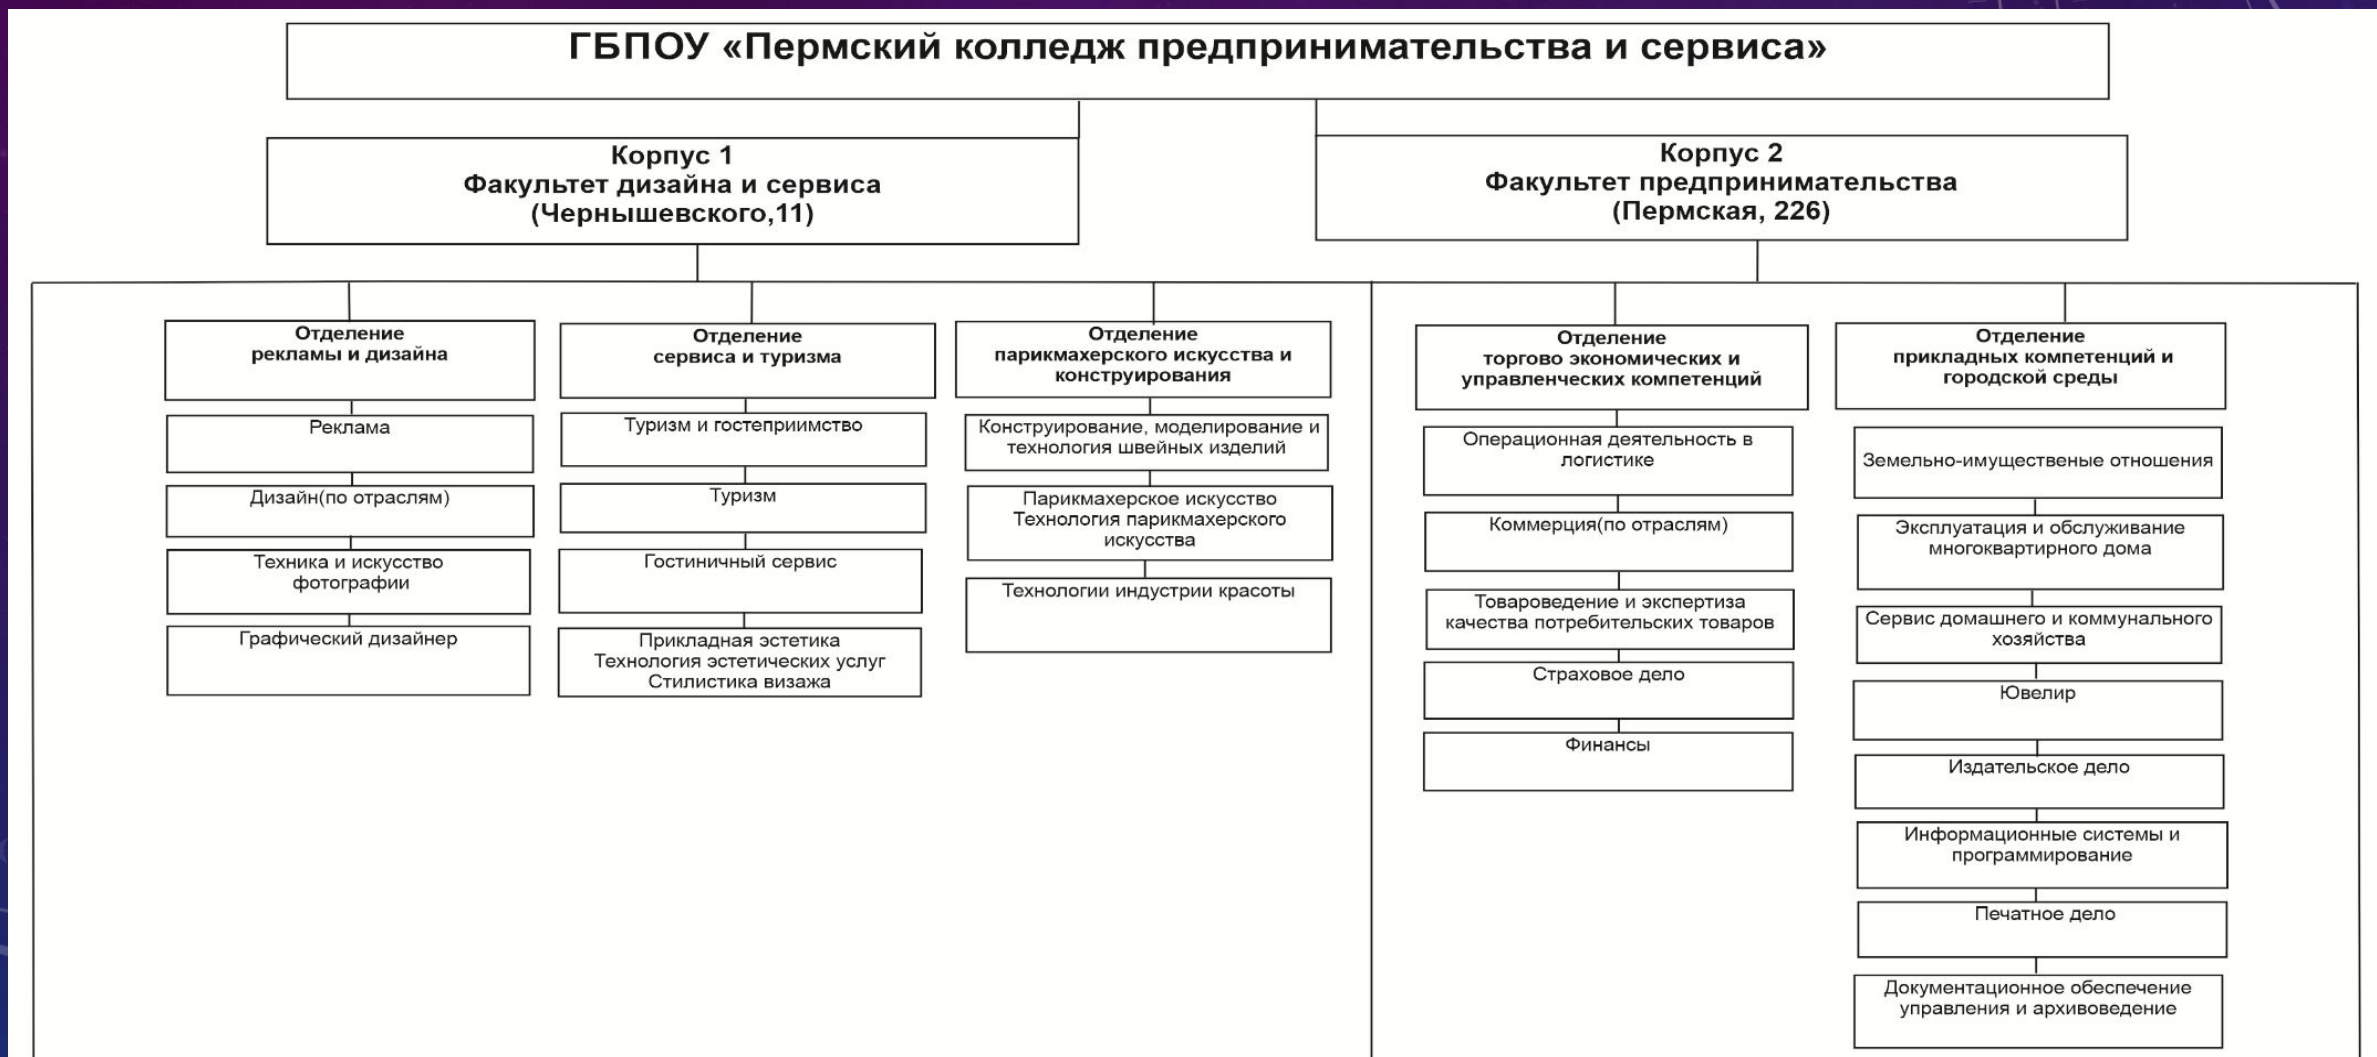 ГБПОУ «Пермский колледж предпринимательства и сервиса»
Корпус 1
Факультет дизайна и сервиса
(Чернышевского,11)
Корпус 2
Факультет предпринимательства
(Пермская, 226)
Отделение
рекламы и дизайна
Реклама
Дизайн(по отраслям)
Техника и искусство
фотографии
Графический дизайнер
Отделение
сервиса и туризма
Туризм и гостеприимство
Туризм
Гостиничный сервис
Прикладная эстетика
Технология эстетических услуг
Стилистика визажа
Отделение
парикмахерского искусства и
конструирования
Конструирование, моделирование и
технология швейных изделий
Парикмахерское искусство
Технология парикмахерского
искусства
Технологии индустрии красоты
Отделение
торгово экономических и
управленческих компетенций
Операционная деятельность в
логистике
Коммерция(по отраслям)
Товароведение и экспертиза
качества потребительских товаров
Страховое дело
Финансы
Отделение
прикладных компетенций и
городской среды
Земельно-имущественые отношения
Эксплуатация и обслуживание
многоквартирного дома
Сервис домашнего и коммунального
хозяйства
Ювелир
Издательское дело
Информационные системы и
программирование
Печатное дело
Документационное обеспечение
управления и архивоведение